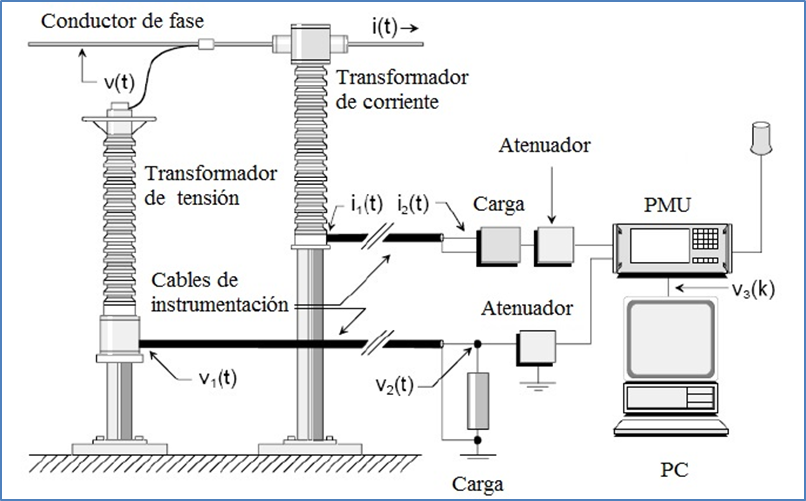 Conductor de fase
i(t)
v(t)
Transformador
de corriente
Atenuador
Transformador
de tensión
i1(t)
i2(t)
Carga
PMU
Cables de
instrumentación
Atenuador
v3(k)
v1(t)
v2(t)
Carga
PC